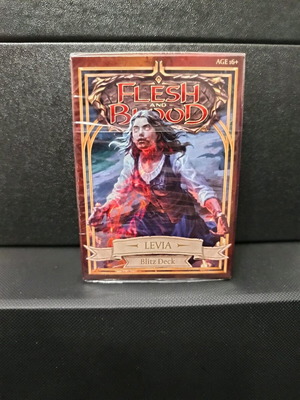 AGE 16+
FLESH
AND
BLOOD
LEVIA
Blitz Deck